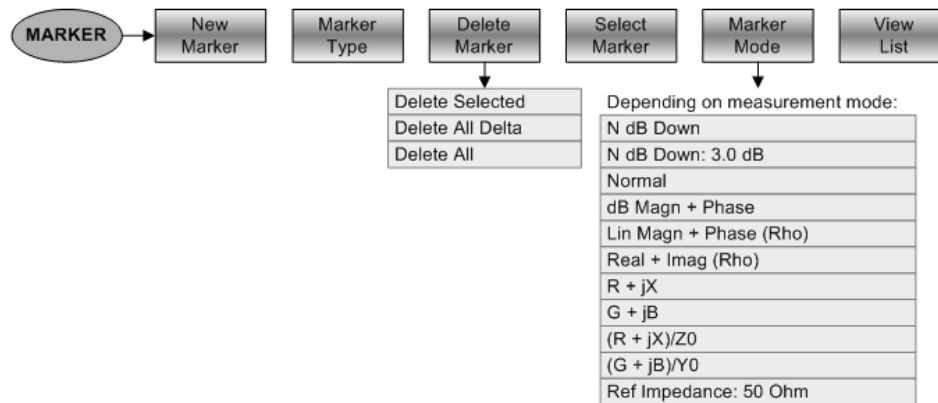 MARKER
New
Marker
Marker
Type
Delete
Marker
Select
Marker
Marker
Mode
View
List
Delete Selected
Delete All Delta
Delete All
Depending on measurement mode:
N dB Down
N dB Down: 3.0 dB
Normal
dB Magn + Phase
Lin Magn + Phase (Rho)
Real + Imag (Rho)
R + jX
G + jB
(R + jX)/Z0
(G + jB)/Y0
Ref Impedance: 50 Ohm